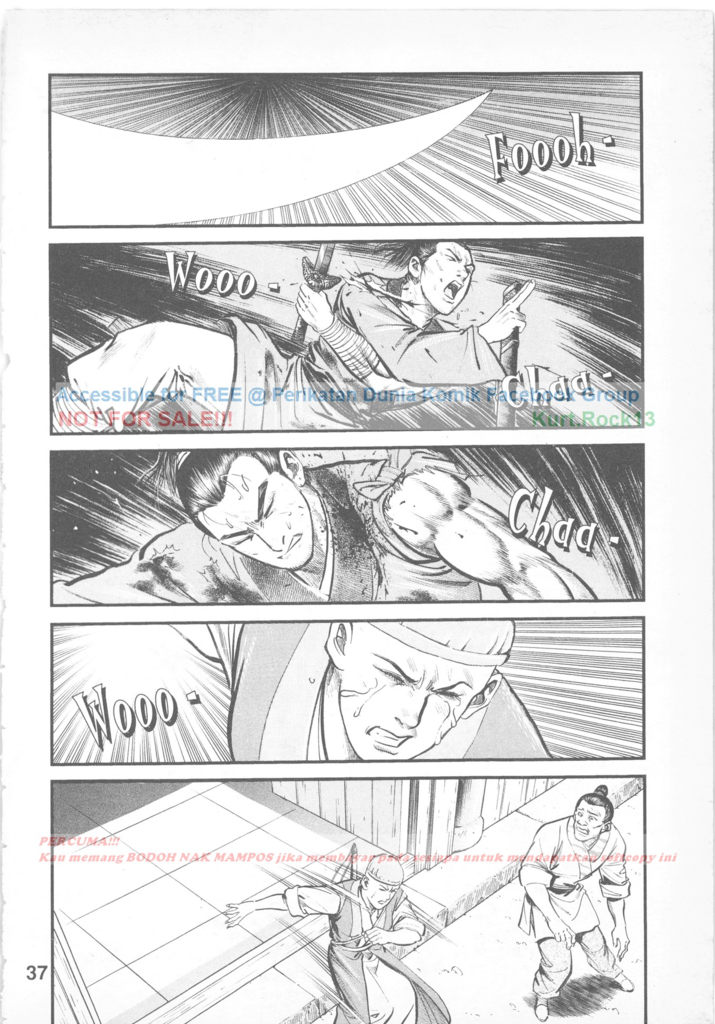 Foooh -
Wooo -
Chaa -
Accessible for FREE @ Perikatan Dunia Komik Facebook Group
NOT FOR SALE!!!
Kurt.Rock13
Chaa -
Wooo -
PERCUMA!!!
Kau memang BODOH NAK MAMPOS jika membayar pada sesiapa untuk mendapatkan softcopy ini
37